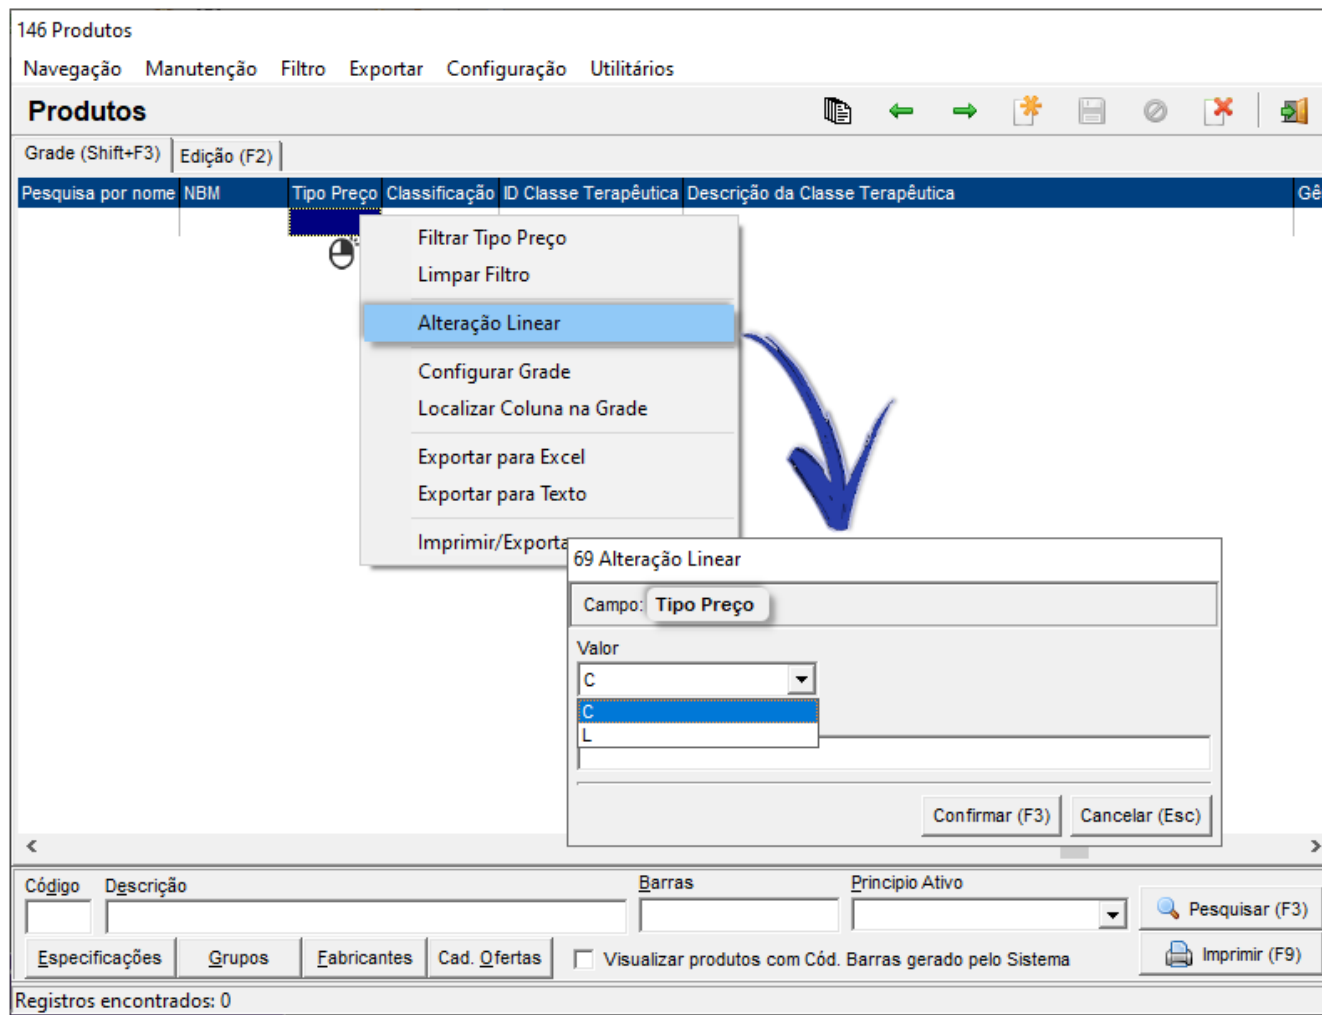 146 Produtos
Navegação Manutenção Filtro Exportar Configuração Utilitários
Produtos
Grade (Shift+F3) Edição (F2)
Pesquisa por nome NBM Tipo Preço Classificação ID Classe Terapêutica Descrição da Classe Terapêutica Gê
Filtrar Tipo Preço
Limpar Filtro
Alteração Linear
Configurar Grade
Localizar Coluna na Grade
Exportar para Excel
Exportar para Texto
Imprimir/Exporta
69 Alteração Linear
Campo: Tipo Preço
Valor
C
C
L
Confirmar (F3) Cancelar (Esc)
Código Descrição Barras Principio Ativo
Pesquisar (F3)
Especificações Grupos Fabricantes Cad. Ofertas Visualizar produtos com Cód. Barras gerado pelo Sistema Imprimir (F9)
Registros encontrados: 0